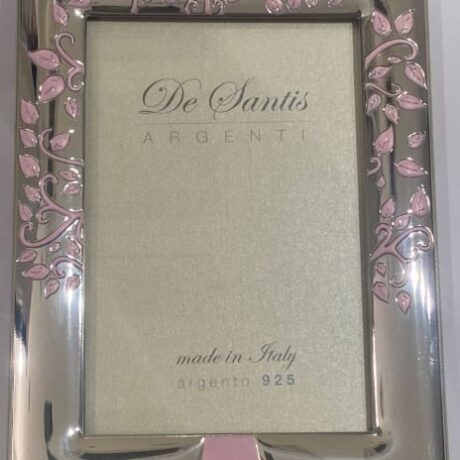 De Santis
ARGENTI
made in Italy
argento 925